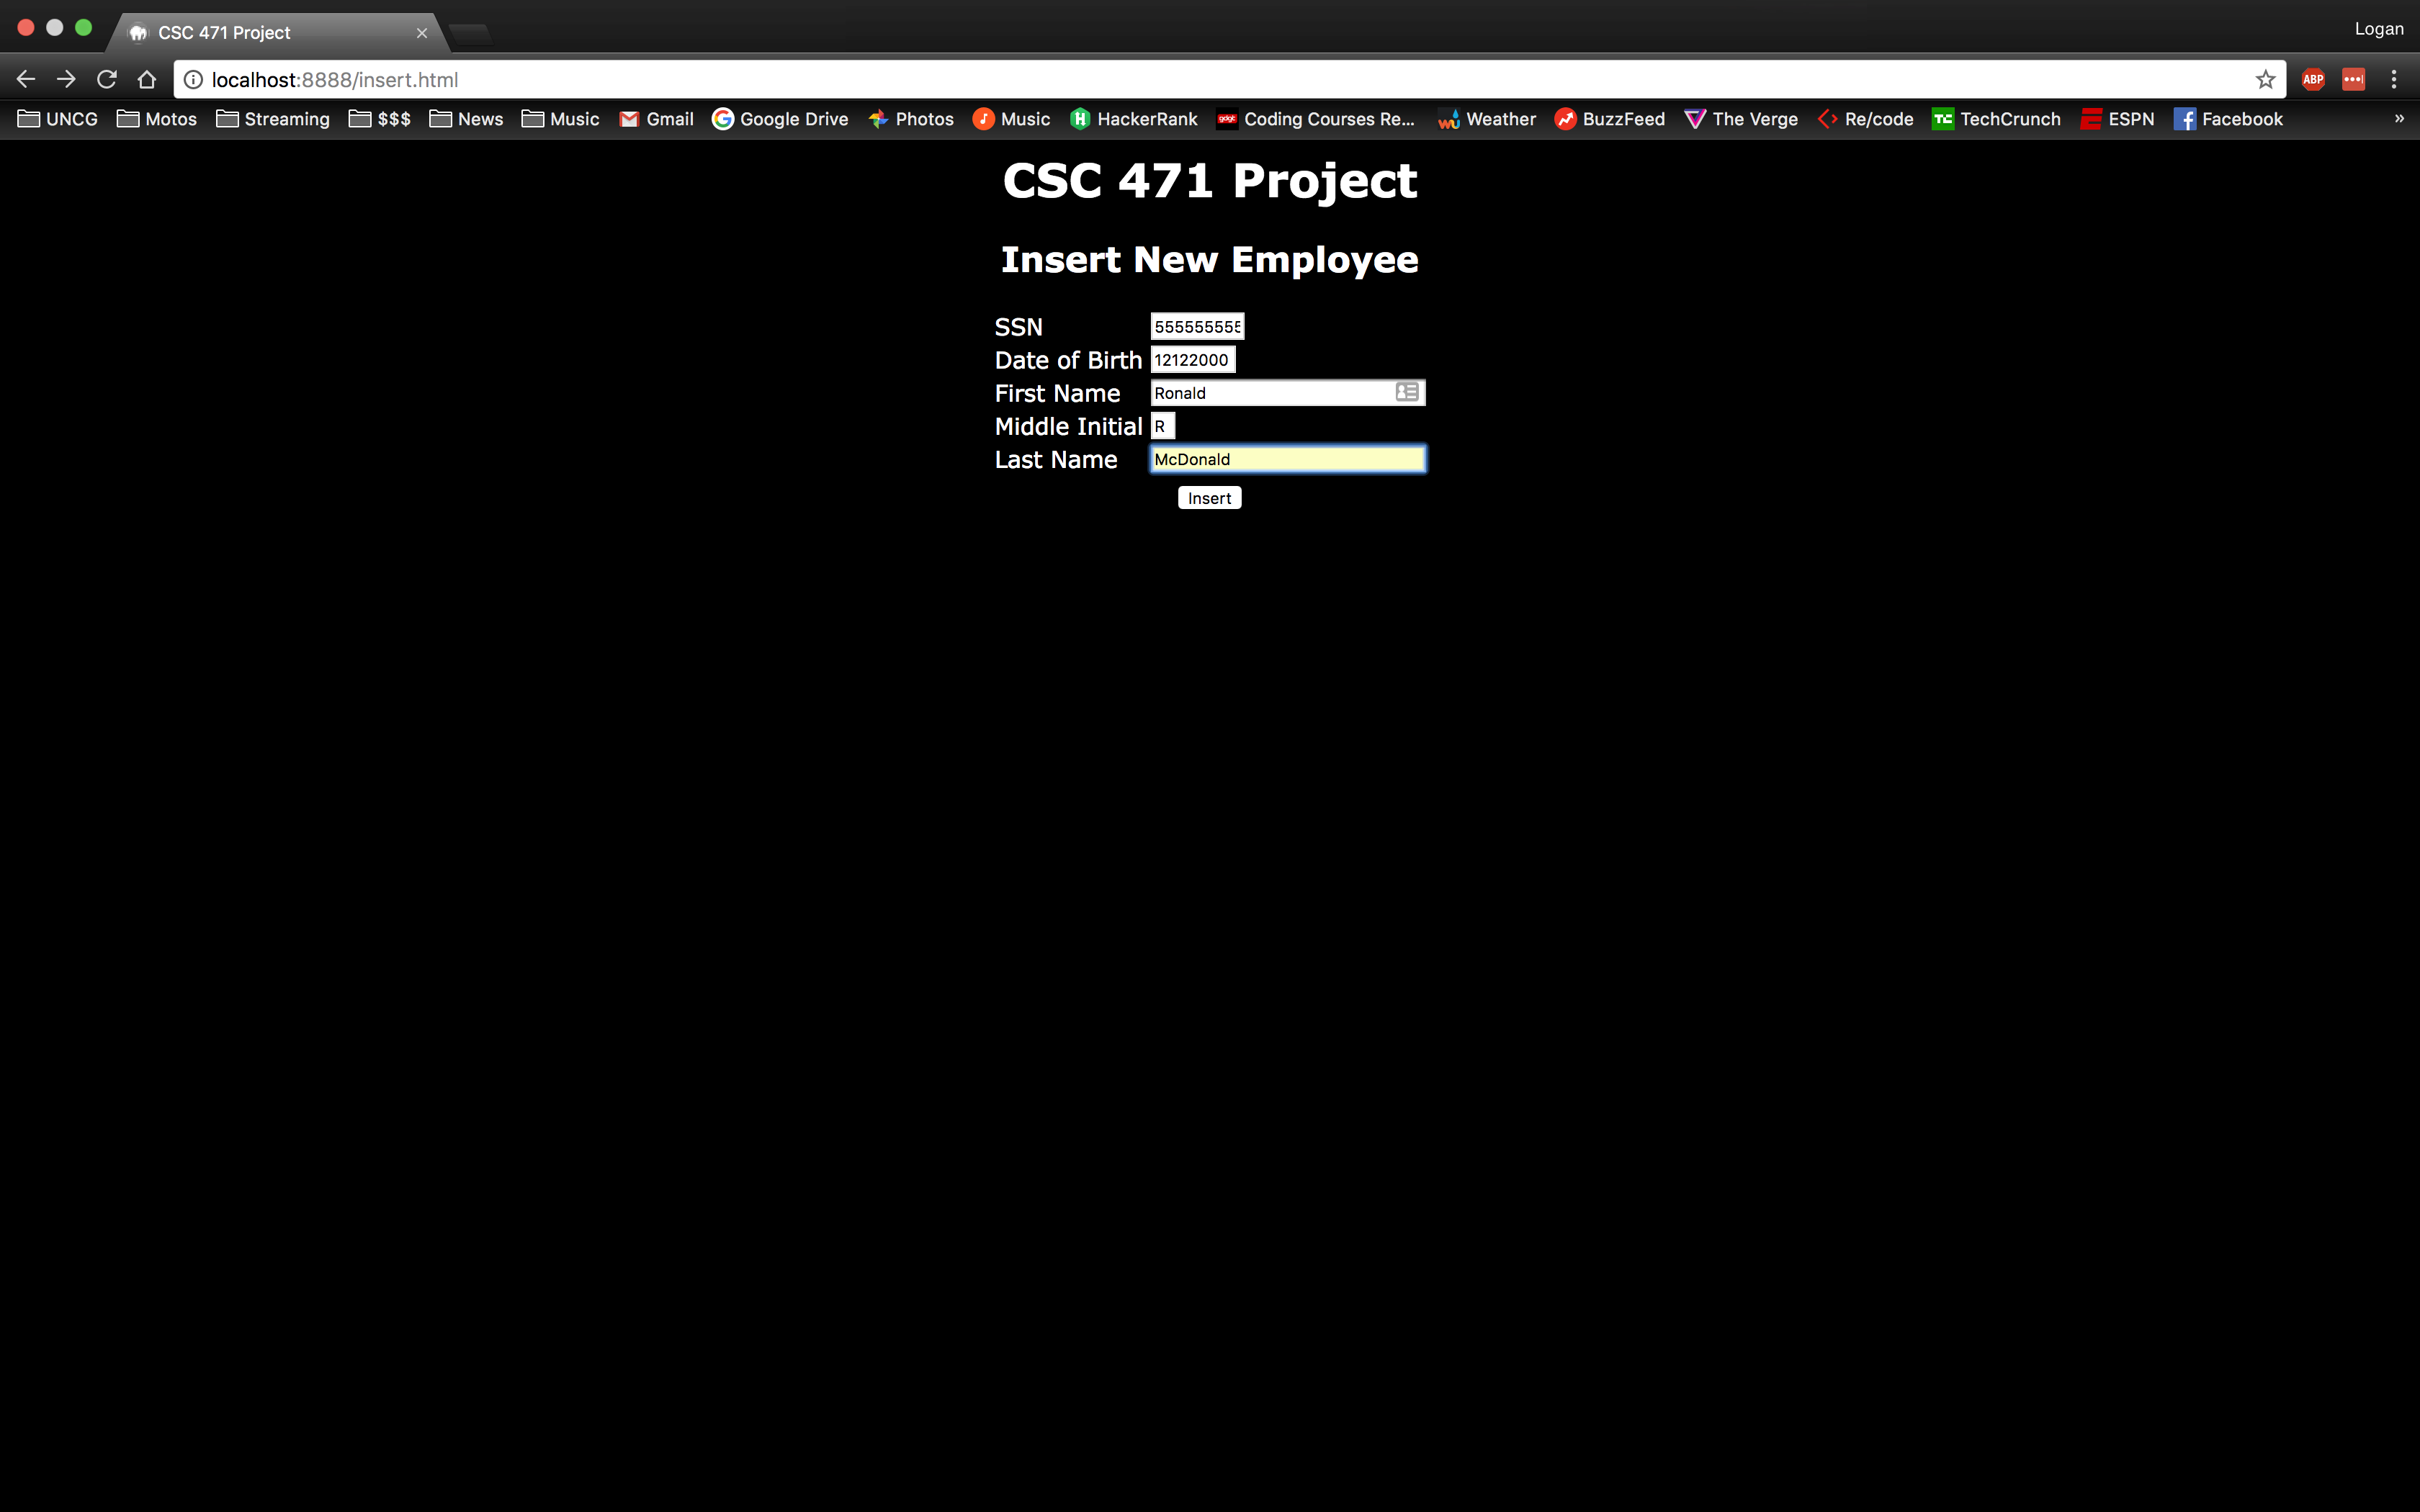 CSC 471 Project
Logan
localhost:8888/insert.html
ABP
UNCG Motos Streaming $$$ News Music Gmail Google Drive Photos Music HackerRank Coding Courses Re... Weather BuzzFeed The Verge Re/code TechCrunch ESPN Facebook »
CSC 471 Project
Insert New Employee
SSN 555555555
Date of Birth 12122000
First Name Ronald
Middle Initial R
Last Name McDonald
Insert